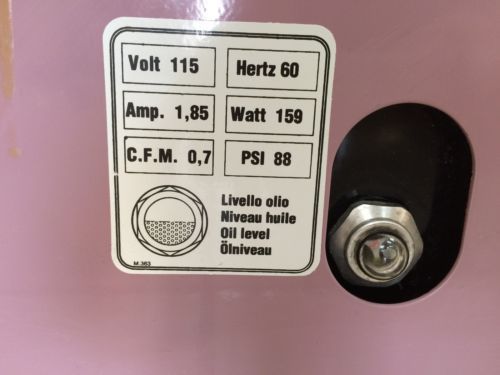 Volt 115
Hertz 60
Amp. 1,85
Watt 159
C.F.M. 0,7
PSI 88
Livello olio
Niveau huile
Oil level
Ölniveau
M.363